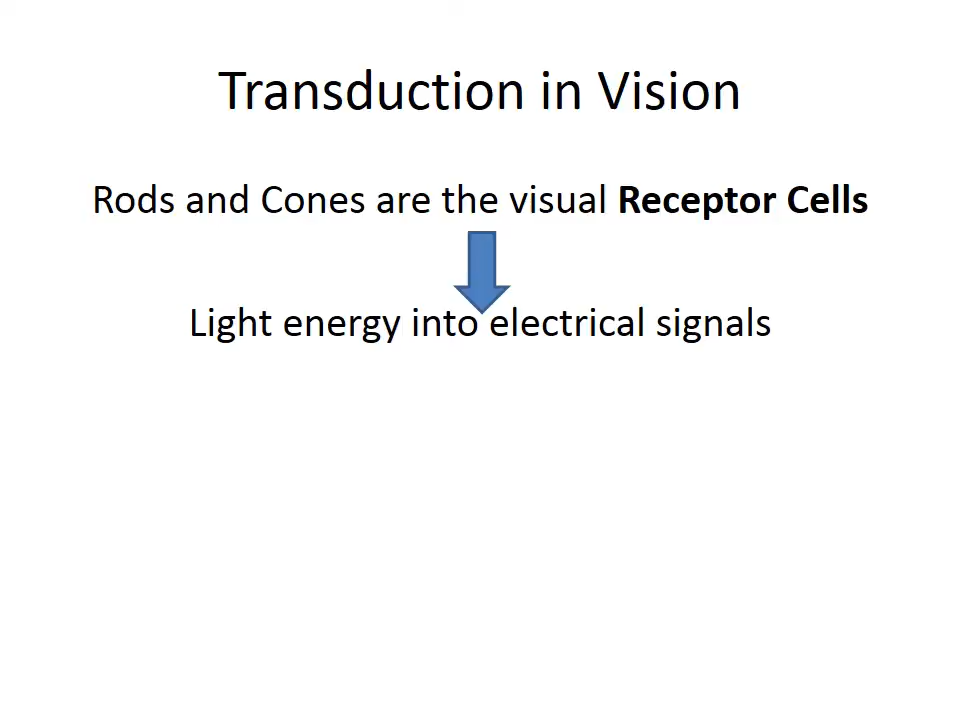 Transduction in Vision
Rods and Cones are the visual Receptor Cells
Light energy into electrical signals